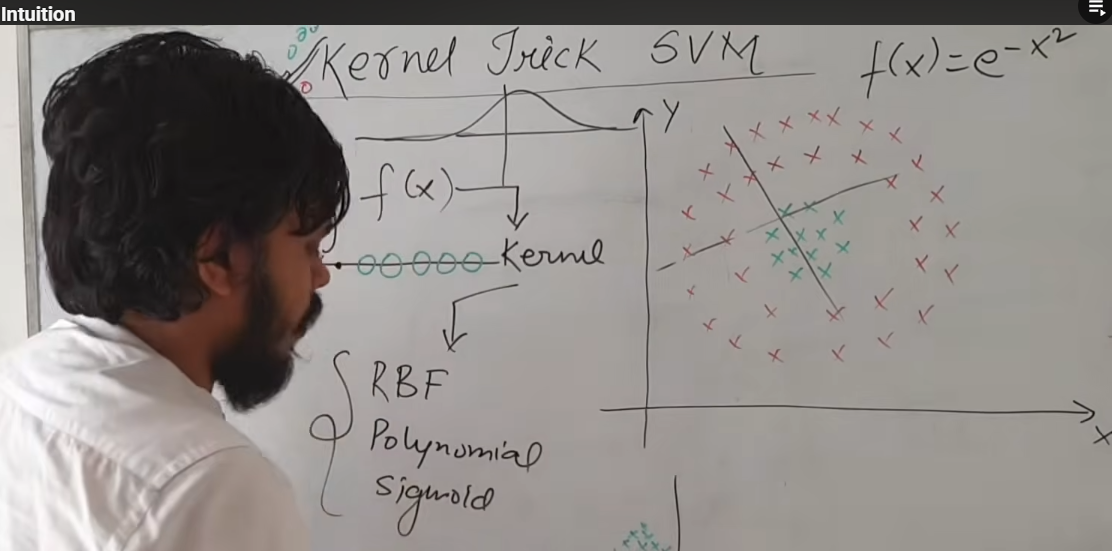 Intuition
Kernel Trick SVM
f(x)=e^-x²
Y
f(x)
Kernel
RBF
Polynomial
Sigmoid
X